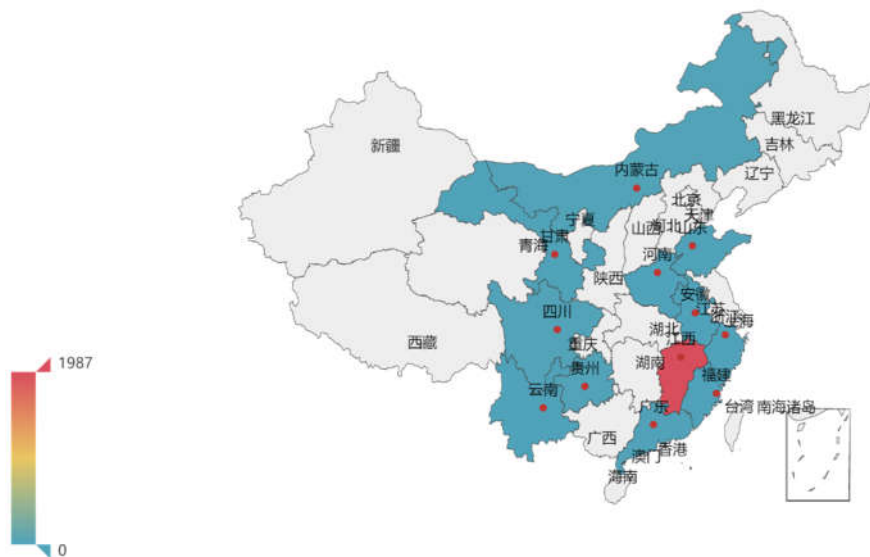 黑龙江
吉林
新疆
辽宁
内蒙古
北京
天津
宁夏
山西
河北
山东
甘肃
青海
河南
陕西
安徽
江苏
四川
上海
湖北
西藏
重庆
江西
湖南
1987
贵州
福建
云南
广东
台湾
南海诸岛
广西
香港
澳门
海南
0